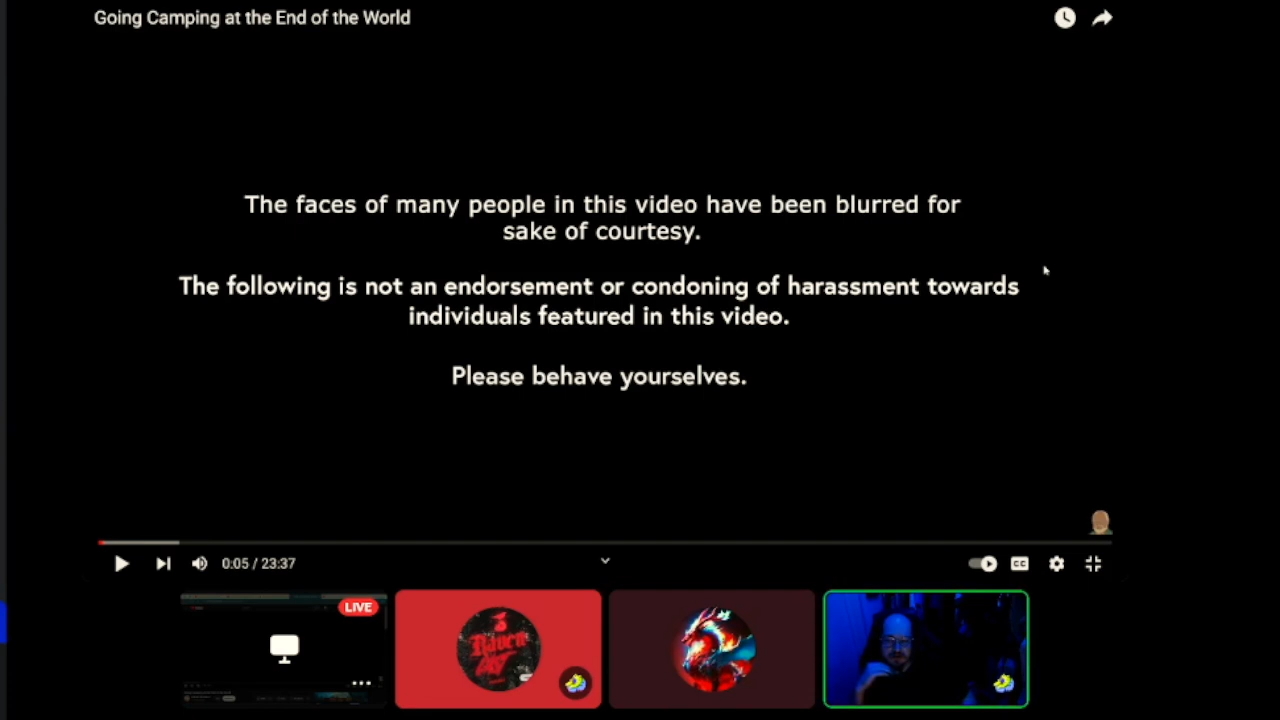 Going Camping at the End of the World
The faces of many people in this video have been blurred for
sake of courtesy.
The following is not an endorsement or condoning of harassment towards
individuals featured in this video.
Please behave yourselves.
0:05 / 23:37
CC
LIVE
Raven